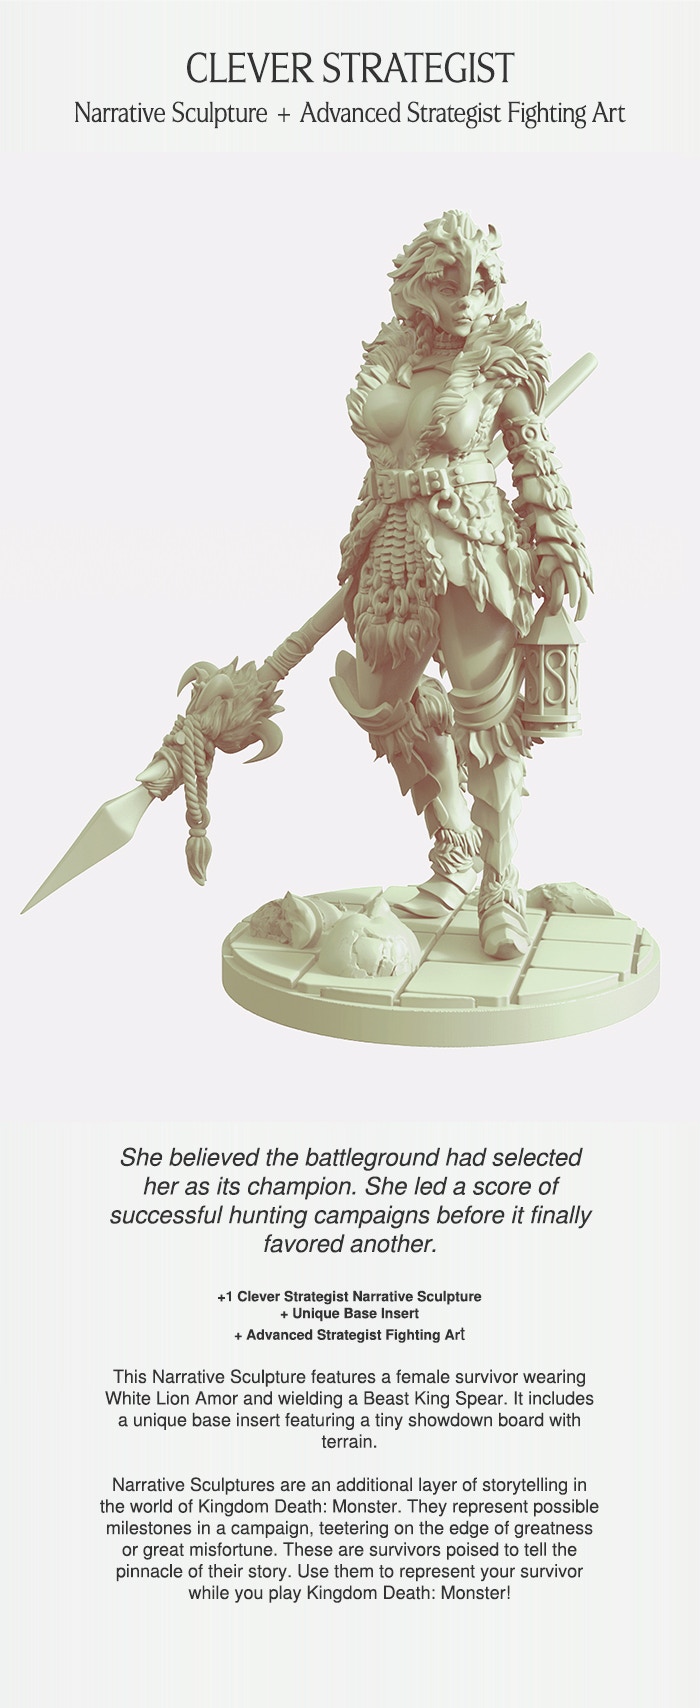 CLEVER STRATEGIST
Narrative Sculpture + Advanced Strategist Fighting Art
She believed the battleground had selected
her as its champion. She led a score of
successful hunting campaigns before it finally
favored another.
+1 Clever Strategist Narrative Sculpture
+ Unique Base Insert
+ Advanced Strategist Fighting Art
This Narrative Sculpture features a female survivor wearing
White Lion Amor and wielding a Beast King Spear. It includes
a unique base insert featuring a tiny showdown board with
terrain.
Narrative Sculptures are an additional layer of storytelling in
the world of Kingdom Death: Monster. They represent possible
milestones in a campaign, teetering on the edge of greatness
or great misfortune. These are survivors poised to tell the
pinnacle of their story. Use them to represent your survivor
while you play Kingdom Death: Monster!